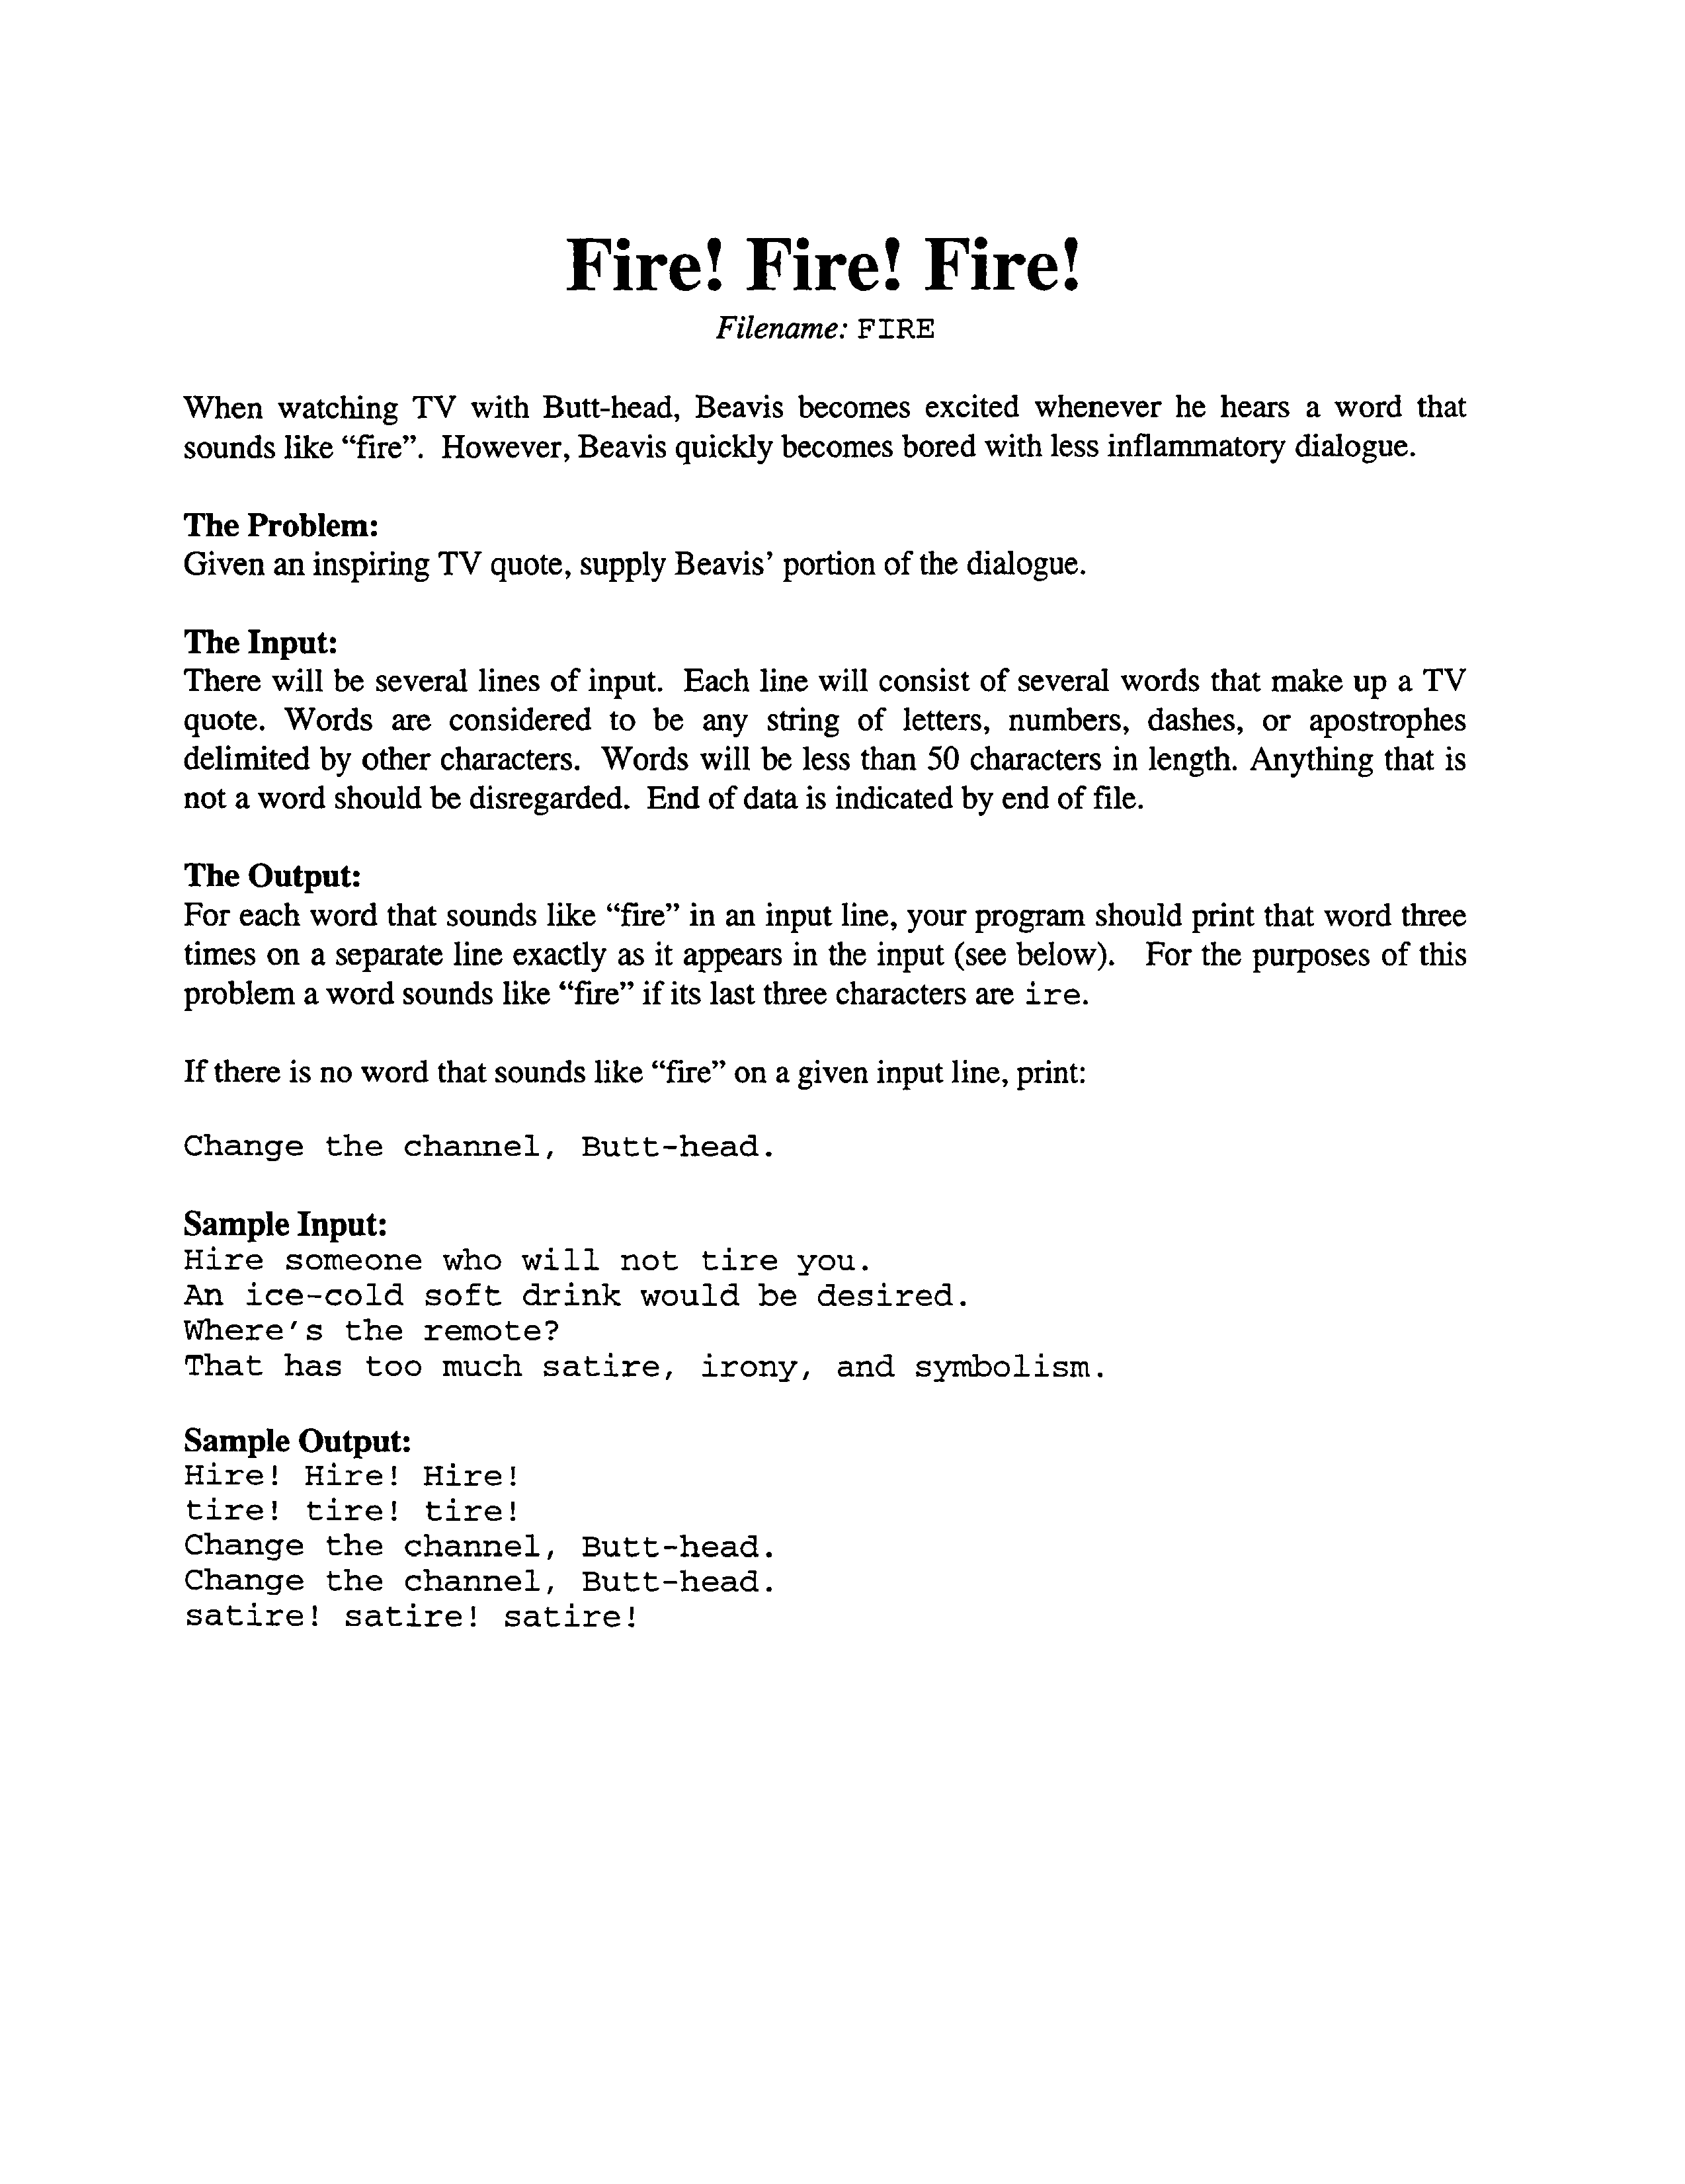 Fire! Fire! Fire!
Filename: FIRE
When watching TV with Butt-head, Beavis becomes excited whenever he hears a word that
sounds like “fire”. However, Beavis quickly becomes bored with less inflammatory dialogue.
The Problem:
Given an inspiring TV quote, supply Beavis’ portion of the dialogue.
The Input:
There will be several lines of input. Each line will consist of several words that make up a TV
quote. Words are considered to be any string of letters, numbers, dashes, or apostrophes
delimited by other characters. Words will be less than 50 characters in length. Anything that is
not a word should be disregarded. End of data is indicated by end of file.
The Output:
For each word that sounds like “fire” in an input line, your program should print that word three
times on a separate line exactly as it appears in the input (see below). For the purposes of this
problem a word sounds like “fire” if its last three characters are ire.
If there is no word that sounds like “fire” on a given input line, print:
Change the channel, Butt-head.
Sample Input:
Hire someone who will not tire you.
An ice-cold soft drink would be desired.
Where's the remote?
That has too much satire, irony, and symbolism.
Sample Output:
Hire! Hire! Hire!
tire! tire! tire!
Change the channel, Butt-head.
Change the channel, Butt-head.
satire! satire! satire!